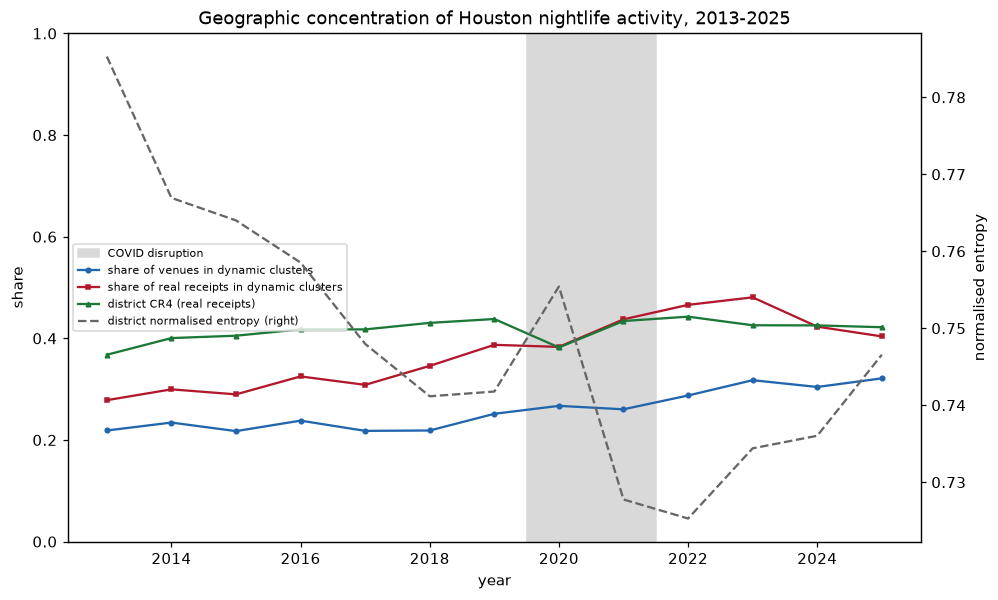 Geographic concentration of Houston nightlife activity, 2013-2025
1.0
0.8
0.6
0.4
0.2
0.0
share
COVID disruption
share of venues in dynamic clusters
share of real receipts in dynamic clusters
district CR4 (real receipts)
district normalised entropy (right)
0.78
0.77
0.76
0.75
0.74
0.73
normalised entropy
2014
2016
2018
2020
2022
2024
year